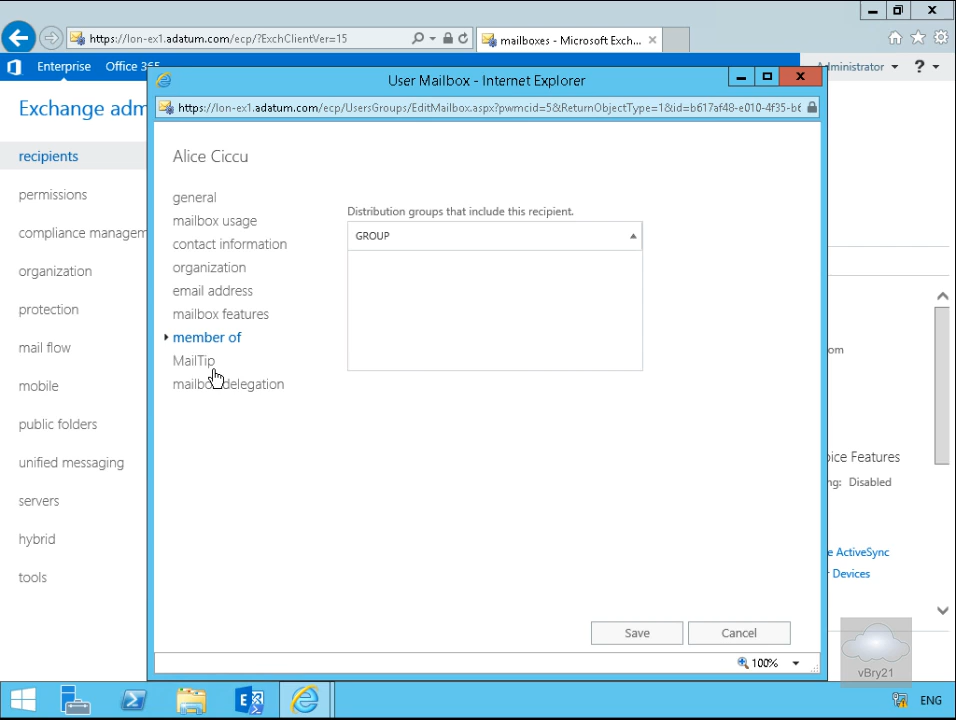 https://lon-ex1.adatum.com/ecp/?ExchClientVer=15
mailboxes - Microsoft Exch...
Enterprise Office 365
Administrator ?
Exchange adm
recipients
permissions
compliance managem
organization
protection
mail flow
mobile
public folders
unified messaging
servers
hybrid
tools
User Mailbox - Internet Explorer
https://lon-ex1.adatum.com/ecp/UsersGroups/EditMailbox.aspx?pwmcid=5&ReturnObjectType=1&id=b617af48-e010-4f35-b6
Alice Ciccu
general
mailbox usage
contact information
organization
email address
mailbox features
member of
MailTip
mailbox delegation
Distribution groups that include this recipient.
GROUP
Save Cancel
100%
om
oice Features
ng: Disabled
e ActiveSync
Devices
vBry21
ENG